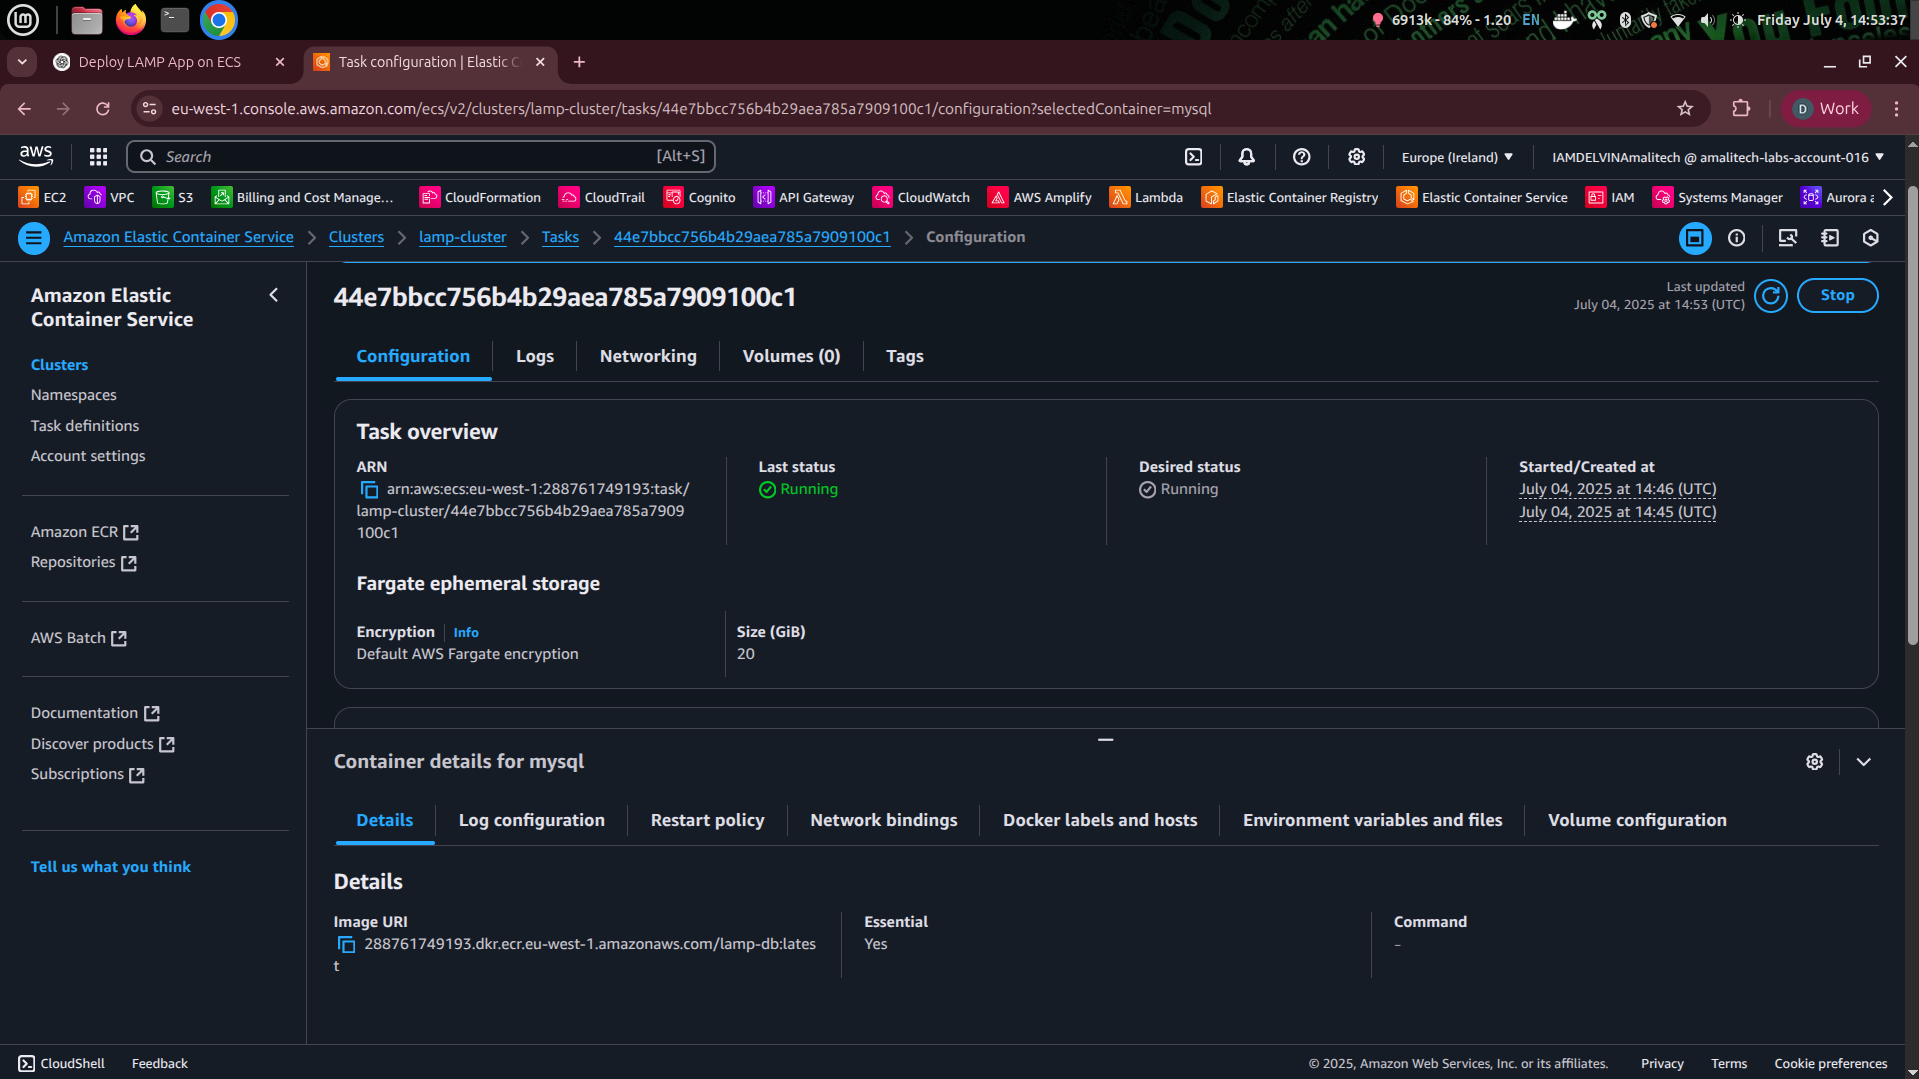 6913k - 84% - 1.20 EN Friday July 4, 14:53:37
Deploy LAMP App on ECS
Task configuration | Elastic C
eu-west-1.console.aws.amazon.com/ecs/v2/clusters/lamp-cluster/tasks/44e7bbcc756b4b29aea785a7909100c1/configuration?selectedContainer=mysql
D Work
aws
Search [Alt+S]
Europe (Ireland)
IAMDELVINAmalitech @ amalitech-labs-account-016
EC2 VPC S3 Billing and Cost Manage... CloudFormation CloudTrail Cognito API Gateway CloudWatch AWS Amplify Lambda Elastic Container Registry Elastic Container Service IAM Systems Manager Aurora a
Amazon Elastic Container Service Clusters lamp-cluster Tasks 44e7bbcc756b4b29aea785a7909100c1 Configuration
Amazon Elastic
Container Service
Clusters
Namespaces
Task definitions
Account settings
Amazon ECR
Repositories
AWS Batch
Documentation
Discover products
Subscriptions
Tell us what you think
44e7bbcc756b4b29aea785a7909100c1
Last updated
July 04, 2025 at 14:53 (UTC)
Stop
Configuration Logs Networking Volumes (0) Tags
Task overview
ARN
arn:aws:ecs:eu-west-1:288761749193:task/
lamp-cluster/44e7bbcc756b4b29aea785a7909
100c1
Last status
Running
Desired status
Running
Started/Created at
July 04, 2025 at 14:46 (UTC)
July 04, 2025 at 14:45 (UTC)
Fargate ephemeral storage
Encryption Info
Default AWS Fargate encryption
Size (GiB)
20
Container details for mysql
Details Log configuration Restart policy Network bindings Docker labels and hosts Environment variables and files Volume configuration
Details
Image URI
288761749193.dkr.ecr.eu-west-1.amazonaws.com/lamp-db:lates
t
Essential
Yes
Command
–
CloudShell Feedback
© 2025, Amazon Web Services, Inc. or its affiliates. Privacy Terms Cookie preferences